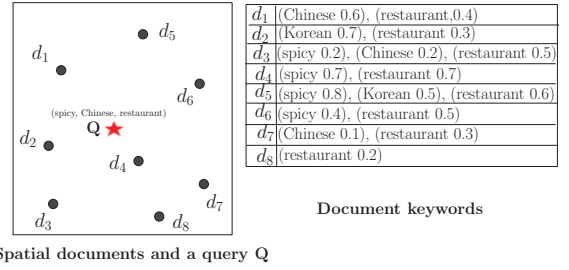 d5
d1
d6
(spicy, Chinese, restaurant)
Q
d2
d4
d7
d3
d8
Spatial documents and a query Q
d1 (Chinese 0.6), (restaurant,0.4)
d2 (Korean 0.7), (restaurant 0.3)
d3 (spicy 0.2), (Chinese 0.2), (restaurant 0.5)
d4 (spicy 0.7), (restaurant 0.7)
d5 (spicy 0.8), (Korean 0.5), (restaurant 0.6)
d6 (spicy 0.4), (restaurant 0.5)
d7 (Chinese 0.1), (restaurant 0.3)
d8 (restaurant 0.2)
Document keywords